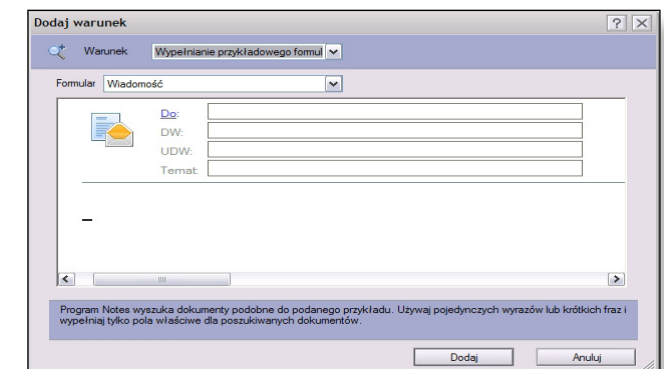 Dodaj warunek
Warunek Wypełnianie przykładowego formul
Formular Wiadomość
Do:
DW:
UDW:
Temat:
Program Notes wyszuka dokumenty podobne do podanego przykładu. Używaj pojedynczych wyrazów lub krótkich fraz i
wypełniaj tylko pola właściwe dla poszukiwanych dokumentów.
Dodaj Anuluj